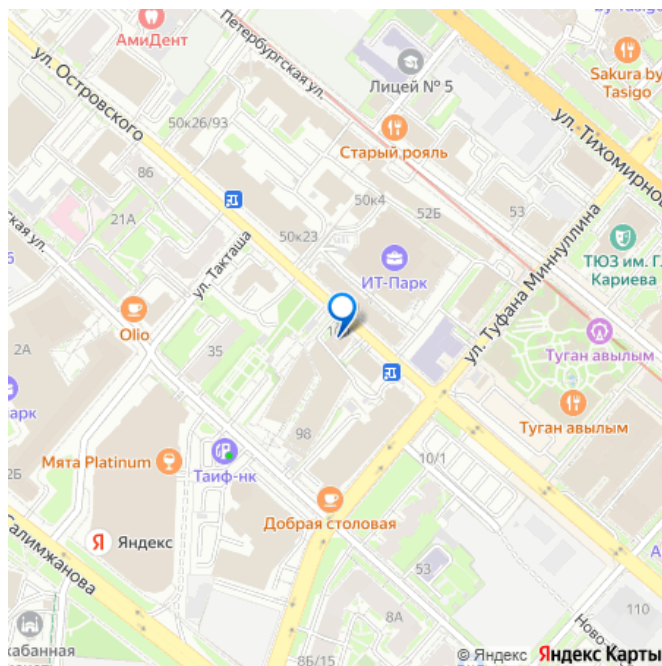 АмиДент
Петербургская ул.
Лицей № 5
Sakura by
Tasigo
ул. Островского
50к26/93
Старый рояль
ул. Тихомирнова
86
21А
52Б
53
50к4
50к23
ИТ-Парк
ТЮЗ им. Г.
Кариева
ул. Такташа
ул. Туфана Миннуллина
Olio
2А
35
Туган авылым
арк
98
Туган авылым
Мята Platinum
Таиф-нк
10/1
2Б
Добрая столовая
Яндекс
53
8А
110
хабанная
8Б/15
© Яндекс
Яндекс Карты